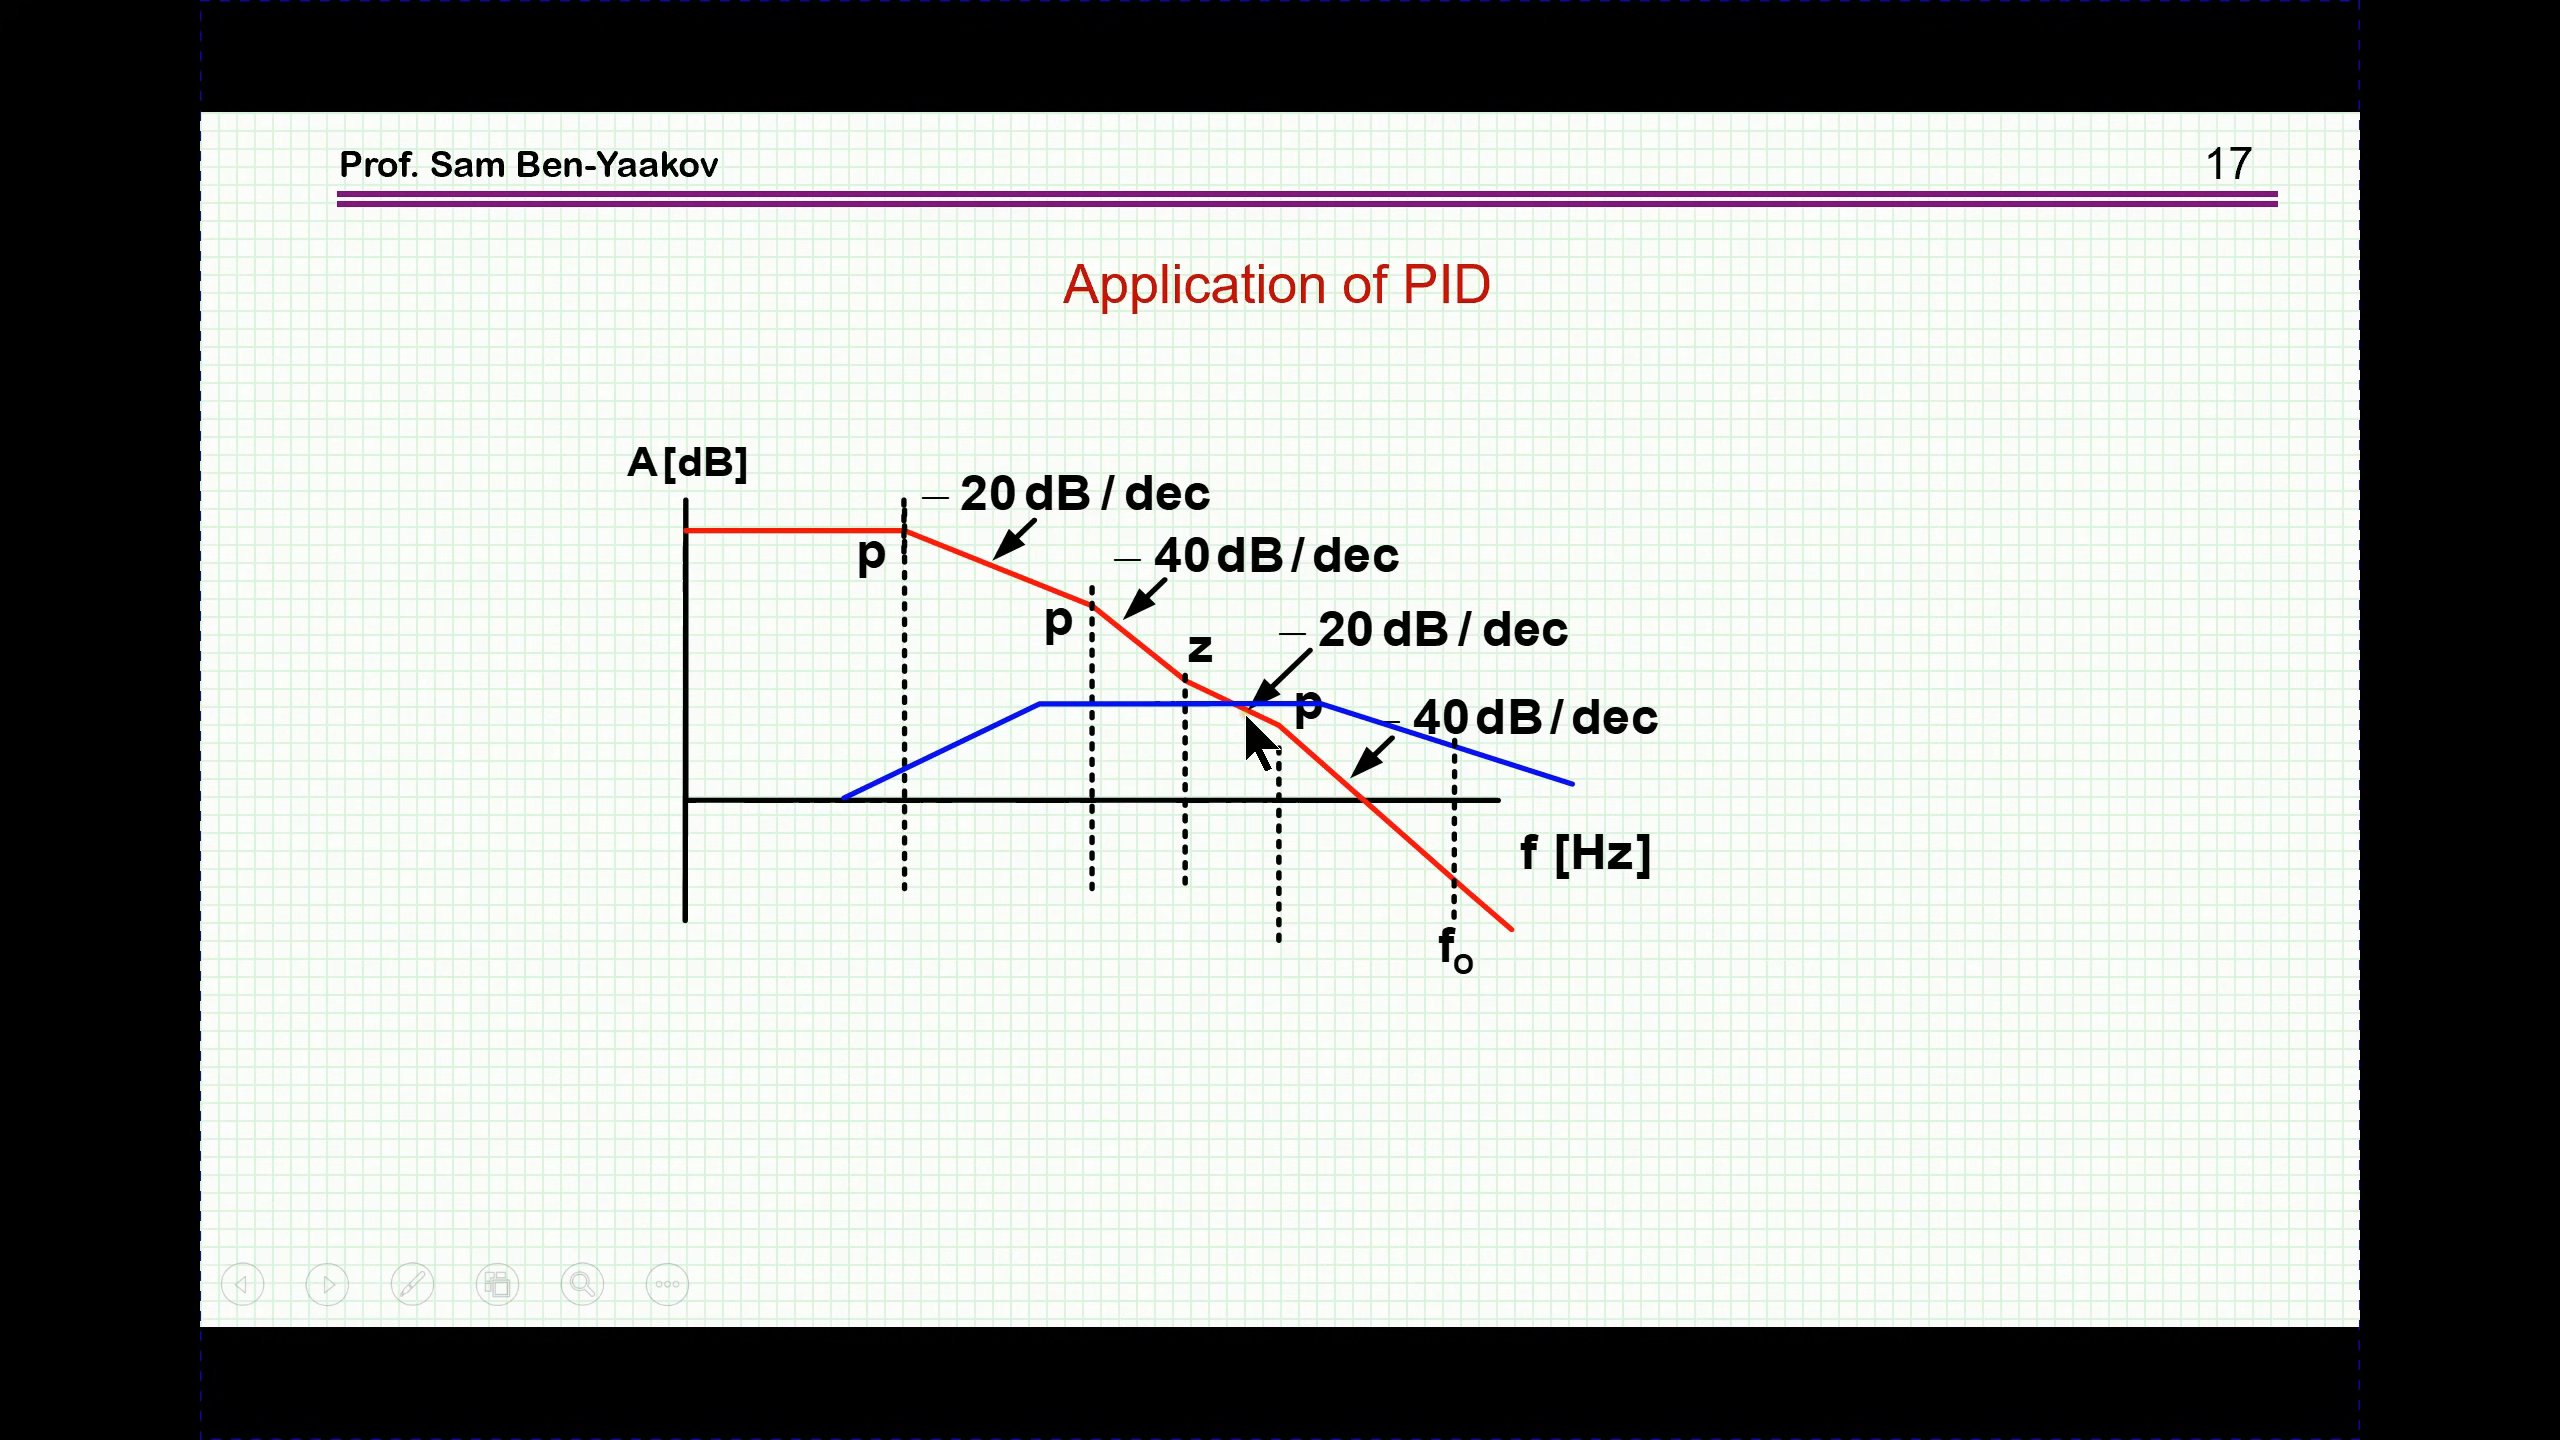 Prof. Sam Ben-Yaakov
17
Application of PID
A [dB]
– 20 dB / dec
p
– 40 dB / dec
p
– 20 dB / dec
z
p
– 40 dB / dec
f [Hz]
fo